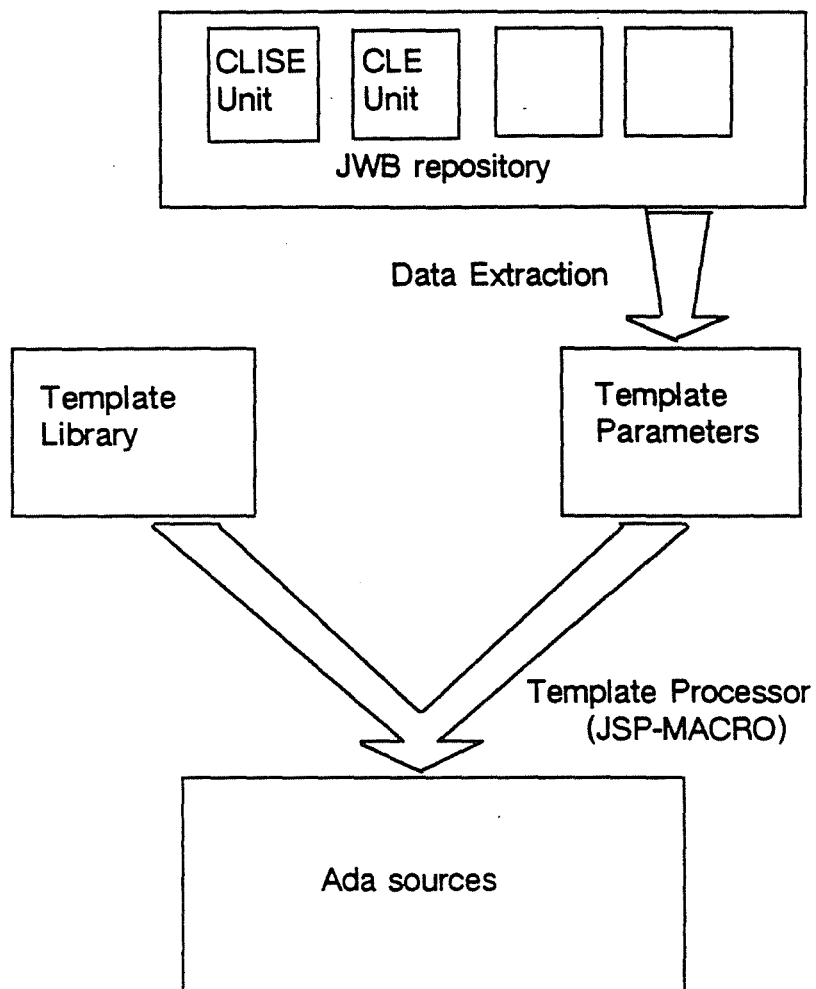 CLISE
Unit
CLE
Unit
JWB repository
Data Extraction
Template
Library
Template
Parameters
Template Processor
(JSP-MACRO)
Ada sources